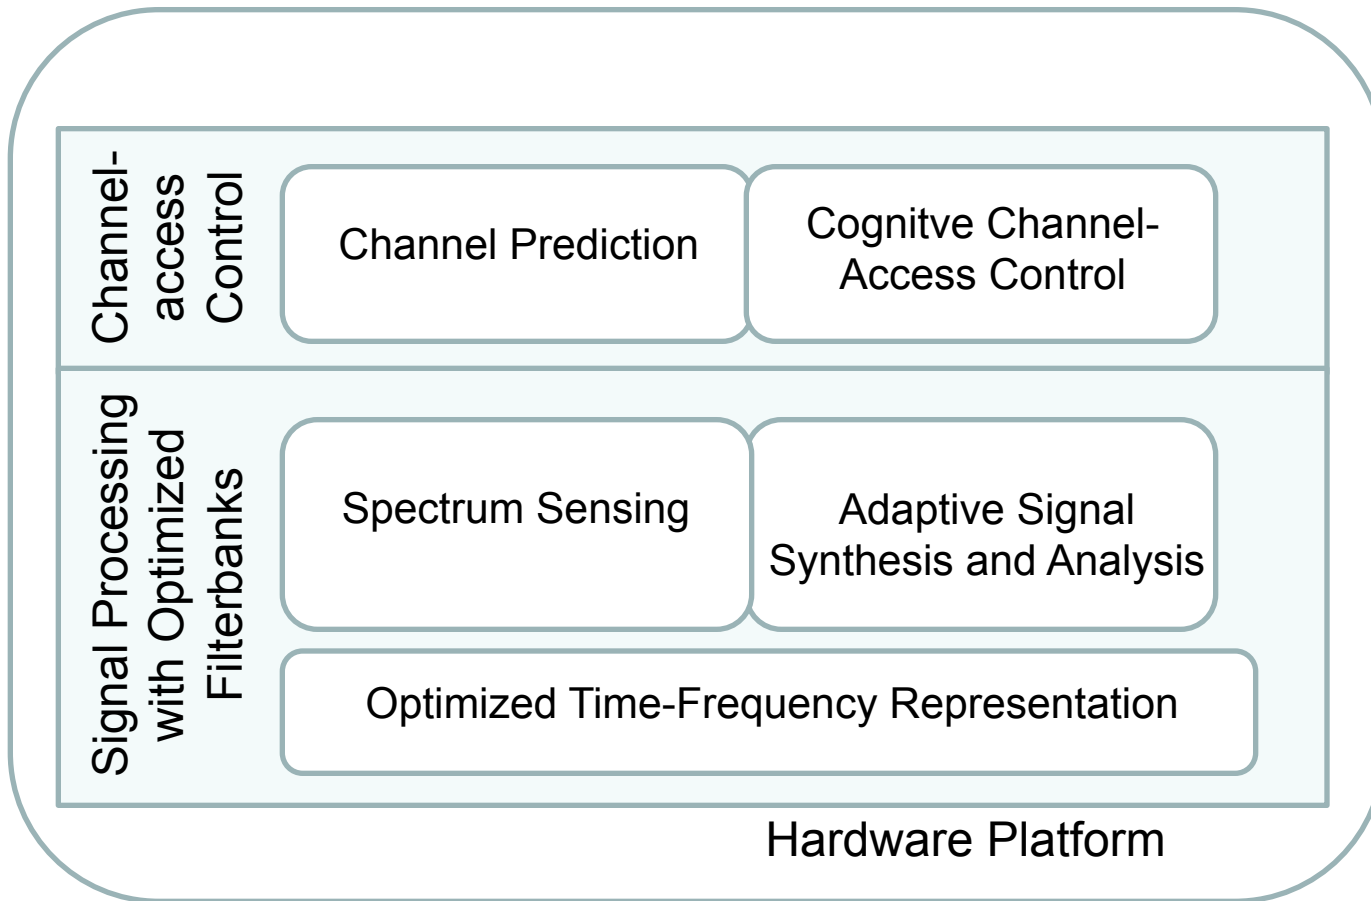 Channel-
access
Control
Channel Prediction
Cognitve Channel-
Access Control
Signal Processing
with Optimized
Filterbanks
Spectrum Sensing
Adaptive Signal
Synthesis and Analysis
Optimized Time-Frequency Representation
Hardware Platform